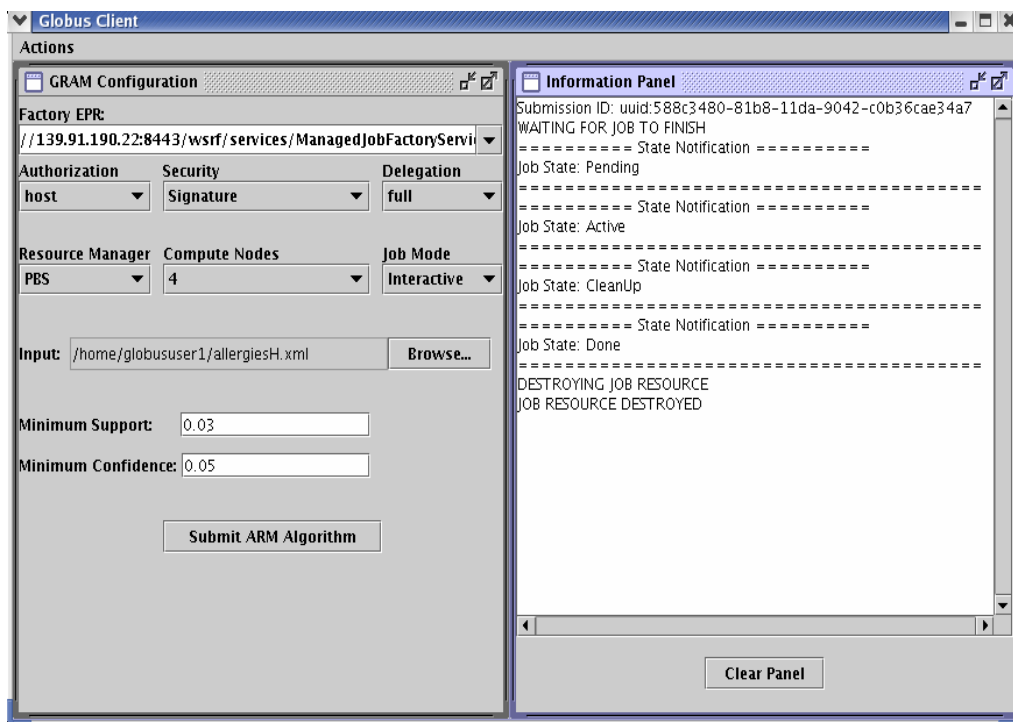 Globus Client
Actions
GRAM Configuration
Factory EPR:
//139.91.190.22:8443/wsrf/services/ManagedJobFactoryServi
Authorization Security Delegation
host Signature full
Resource Manager Compute Nodes Job Mode
PBS 4 Interactive
Input: /home/globususer1/allergiesH.xml Browse...
Minimum Support: 0.03
Minimum Confidence: 0.05
Submit ARM Algorithm
Information Panel
Submission ID: uuid:588c3480-81b8-11da-9042-c0b36cae34a7
WAITING FOR JOB TO FINISH
========== State Notification ==========
Job State: Pending
=========================================
========== State Notification ==========
Job State: Active
=========================================
========== State Notification ==========
Job State: CleanUp
=========================================
========== State Notification ==========
Job State: Done
=========================================
DESTROYING JOB RESOURCE
JOB RESOURCE DESTROYED
Clear Panel